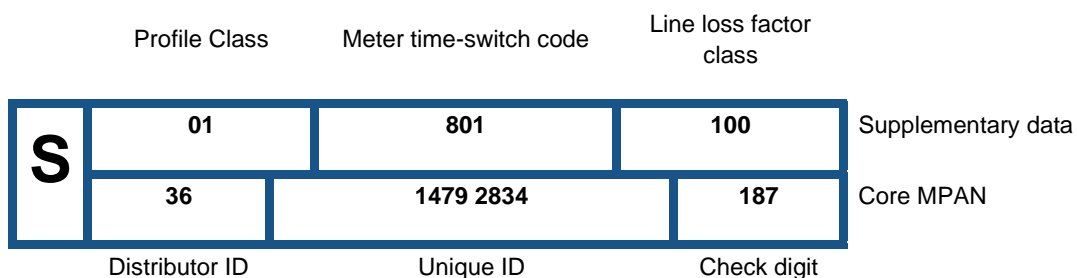 Profile Class Meter time-switch code Line loss factor
class
S
01 801 100 Supplementary data
36 1479 2834 187 Core MPAN
Distributor ID Unique ID Check digit